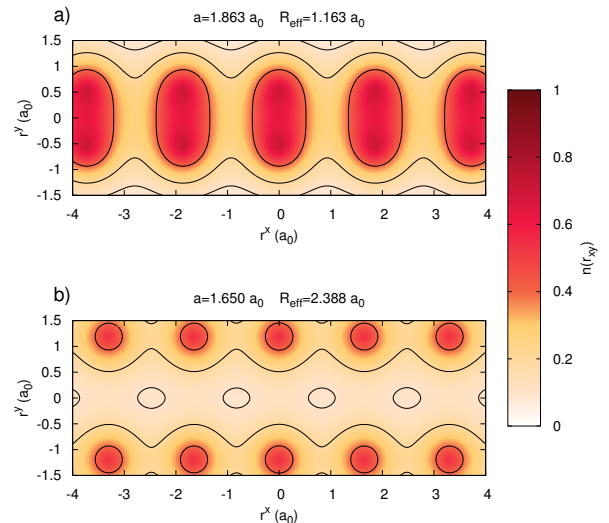 a)
a=1.863 a₀ R_eff=1.163 a₀
1.5
1
0.5
0
-0.5
-1
-1.5
r^y (a₀)
-4 -3 -2 -1 0 1 2 3 4
r^x (a₀)
b)
a=1.650 a₀ R_eff=2.388 a₀
1.5
1
0.5
0
-0.5
-1
-1.5
r^y (a₀)
-4 -3 -2 -1 0 1 2 3 4
r^x (a₀)
1
0.8
0.6
0.4
0.2
0
n(r_xy)